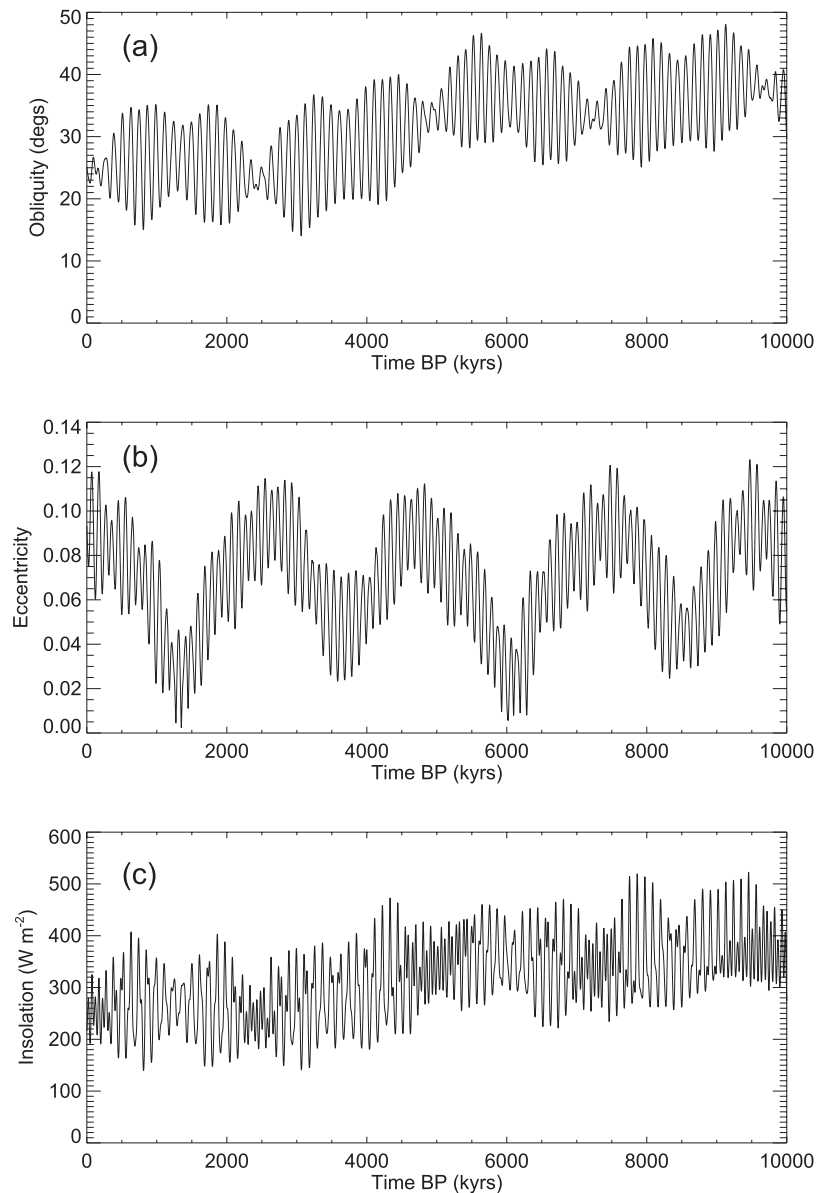 (a)
50
40
30
20
10
0
Obliquity (degs)
0 2000 4000 6000 8000 10000
Time BP (kyrs)
(b)
0.14
0.12
0.10
0.08
0.06
0.04
0.02
0.00
Eccentricity
0 2000 4000 6000 8000 10000
Time BP (kyrs)
(c)
600
500
400
300
200
100
0
Insolation (W m-2)
0 2000 4000 6000 8000 10000
Time BP (kyrs)